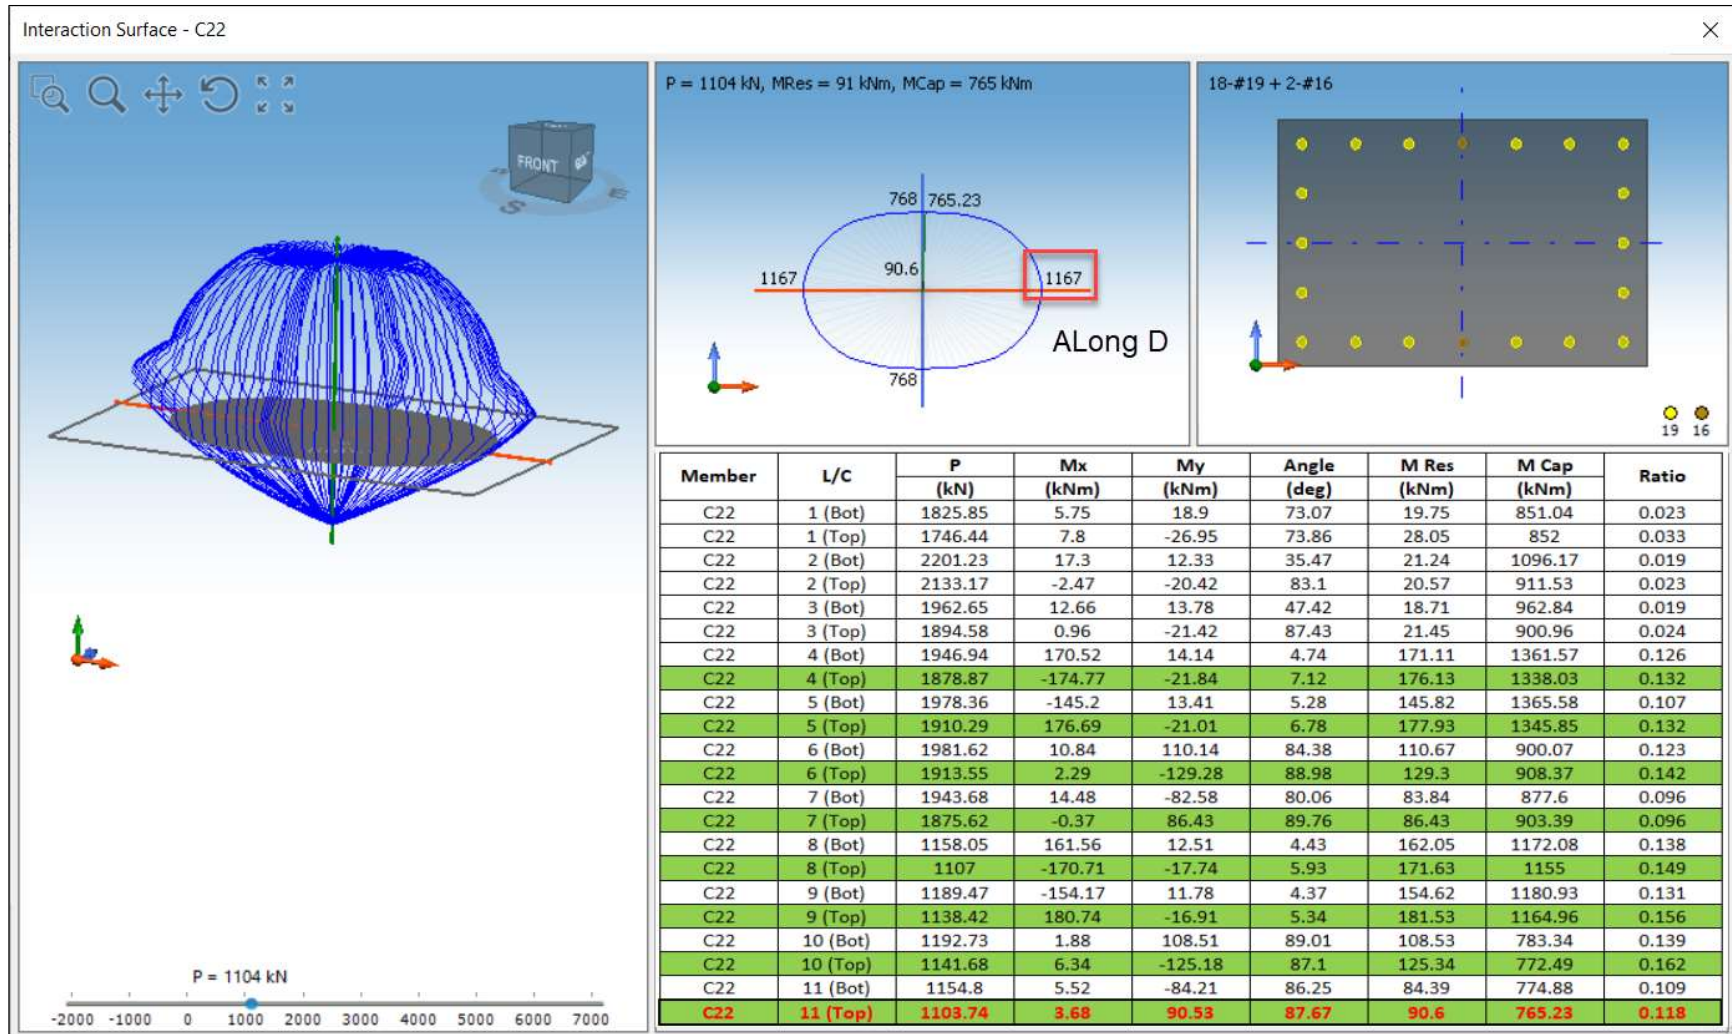 Interaction Surface - C22
FRONT
S
E
P = 1104 kN
-2000 -1000 0 1000 2000 3000 4000 5000 6000 7000
P = 1104 kN, MRes = 91 kNm, MCap = 765 kNm
768 765.23
90.6
1167 1167
ALong D
768
18-#19 + 2-#16
19 16
Member L/C P Mx My Angle M Res M Cap Ratio
(kN) (kNm) (kNm) (deg) (kNm) (kNm)
C22 1 (Bot) 1825.85 5.75 18.9 73.07 19.75 851.04 0.023
C22 1 (Top) 1746.44 7.8 -26.95 73.86 28.05 852 0.033
C22 2 (Bot) 2201.23 17.3 12.33 35.47 21.24 1096.17 0.019
C22 2 (Top) 2133.17 -2.47 -20.42 83.1 20.57 911.53 0.023
C22 3 (Bot) 1962.65 12.66 13.78 47.42 18.71 962.84 0.019
C22 3 (Top) 1894.58 0.96 -21.42 87.43 21.45 900.96 0.024
C22 4 (Bot) 1946.94 170.52 14.14 4.74 171.11 1361.57 0.126
C22 4 (Top) 1878.87 -174.77 -21.84 7.12 176.13 1338.03 0.132
C22 5 (Bot) 1978.36 -145.2 13.41 5.28 145.82 1365.58 0.107
C22 5 (Top) 1910.29 176.69 -21.01 6.78 177.93 1345.85 0.132
C22 6 (Bot) 1981.62 10.84 110.14 84.38 110.67 900.07 0.123
C22 6 (Top) 1913.55 2.29 -129.28 88.98 129.3 908.37 0.142
C22 7 (Bot) 1943.68 14.48 -82.58 80.06 83.84 877.6 0.096
C22 7 (Top) 1875.62 -0.37 86.43 89.76 86.43 903.39 0.096
C22 8 (Bot) 1158.05 161.56 12.51 4.43 162.05 1172.08 0.138
C22 8 (Top) 1107 -170.71 -17.74 5.93 171.63 1155 0.149
C22 9 (Bot) 1189.47 -154.17 11.78 4.37 154.62 1180.93 0.131
C22 9 (Top) 1138.42 180.74 -16.91 5.34 181.53 1164.96 0.156
C22 10 (Bot) 1192.73 1.88 108.51 89.01 108.53 783.34 0.139
C22 10 (Top) 1141.68 6.34 -125.18 87.1 125.34 772.49 0.162
C22 11 (Bot) 1154.8 5.52 -84.21 86.25 84.39 774.88 0.109
C22 11 (Top) 1103.74 3.68 90.53 87.67 90.6 765.23 0.118